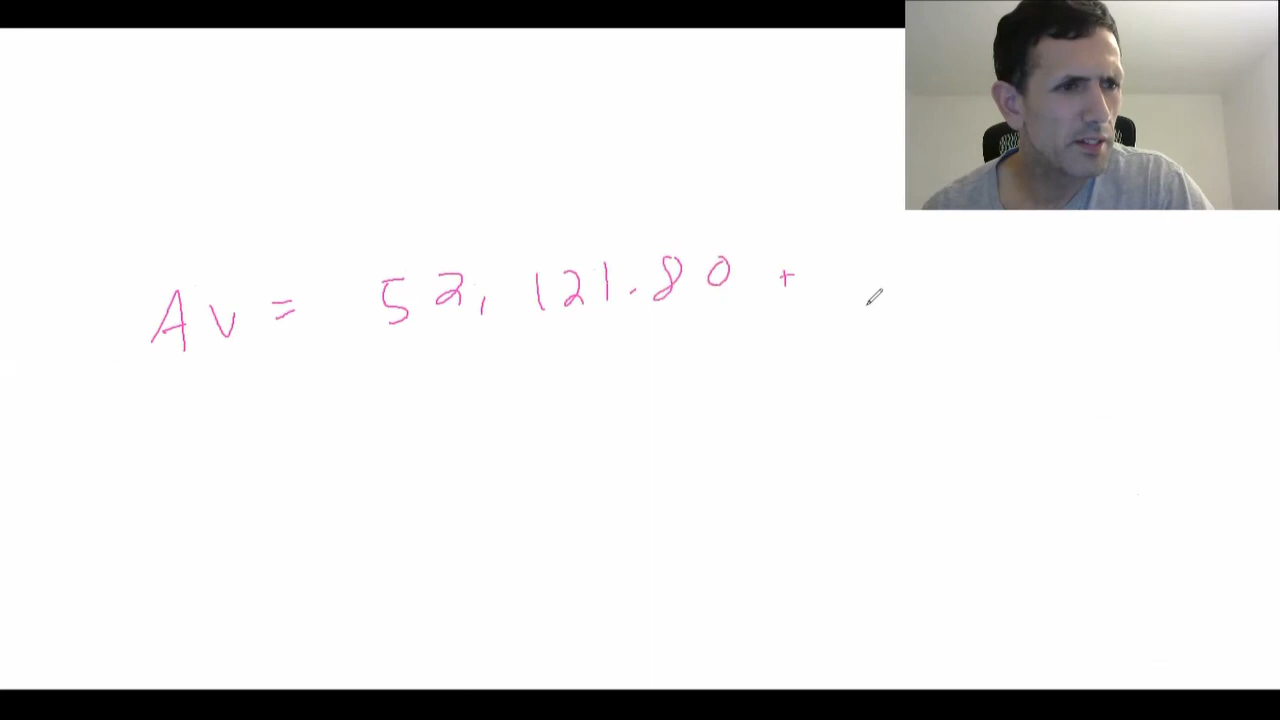 Av = 52,121.80 +